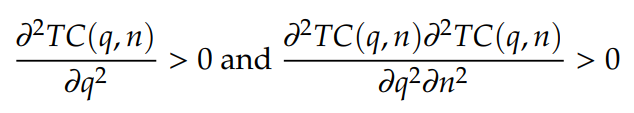 ∂²TC(q,n)/∂q² > 0 and ∂²TC(q,n)∂²TC(q,n)/∂q²∂n² > 0